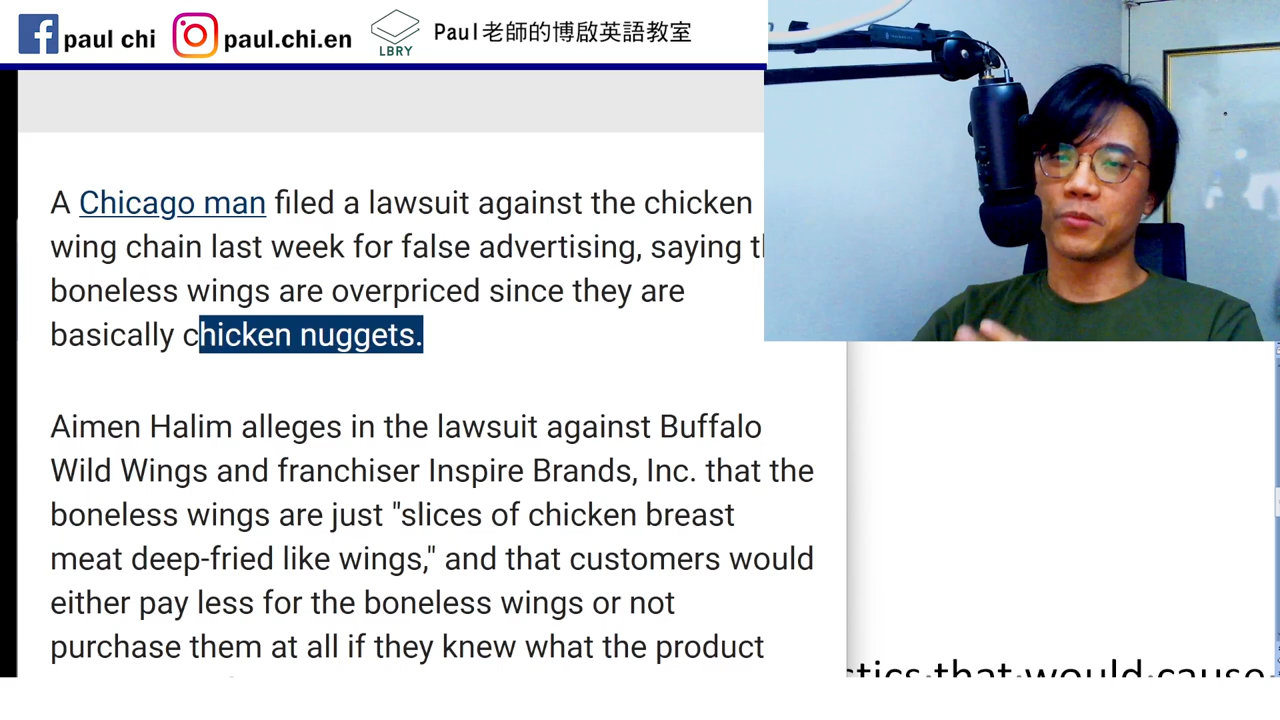 paul chi paul.chi.en LBRY Paul老師的博啟英語教室
A Chicago man filed a lawsuit against the chicken
wing chain last week for false advertising, saying
boneless wings are overpriced since they are
basically chicken nuggets.
Aimen Halim alleges in the lawsuit against Buffalo
Wild Wings and franchiser Inspire Brands, Inc. that the
boneless wings are just "slices of chicken breast
meat deep-fried like wings," and that customers would
either pay less for the boneless wings or not
purchase them at all if they knew what the product
that would cause